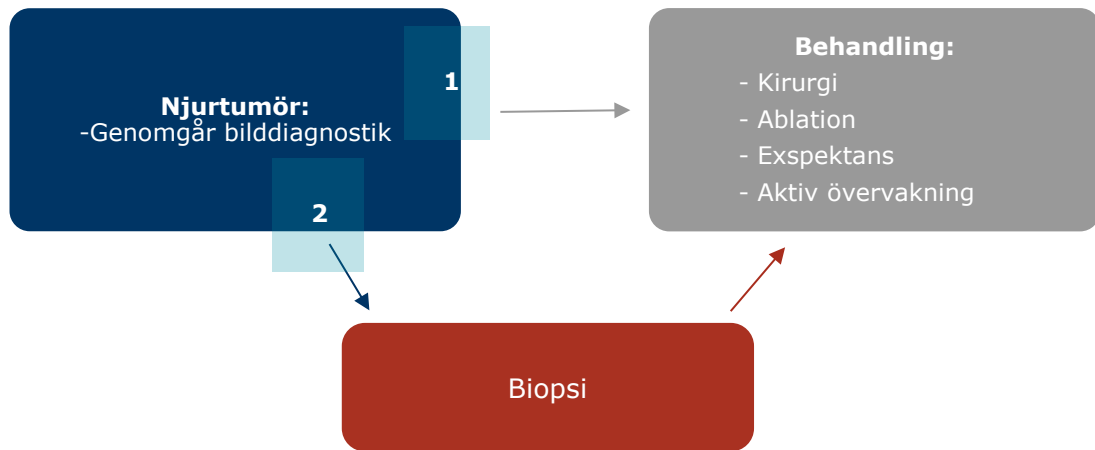 Njurtumör:
-Genomgår bilddiagnostik
1
2
Behandling:
- Kirurgi
- Ablation
- Exspektans
- Aktiv övervakning
Biopsi